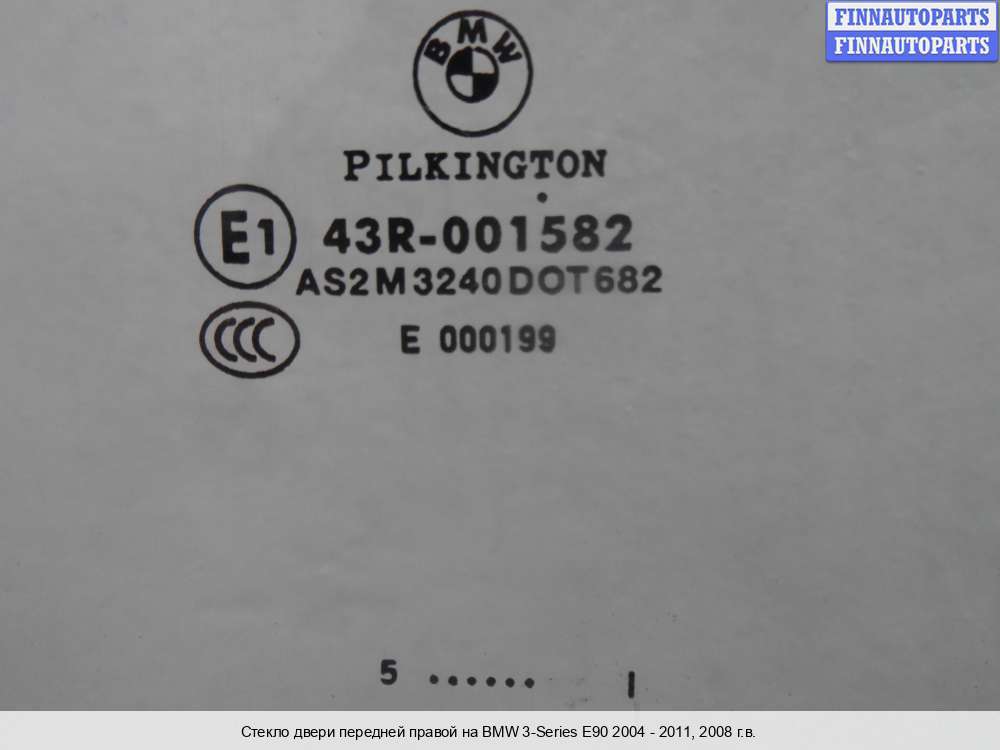 FINNAUTOPARTS
FINNAUTOPARTS
BMW
PILKINGTON
E1 43R-001582
AS2M3240DOT682
CCC E 000199
5 ...... I
Стекло двери передней правой на BMW 3-Series E90 2004 - 2011, 2008 г.в.